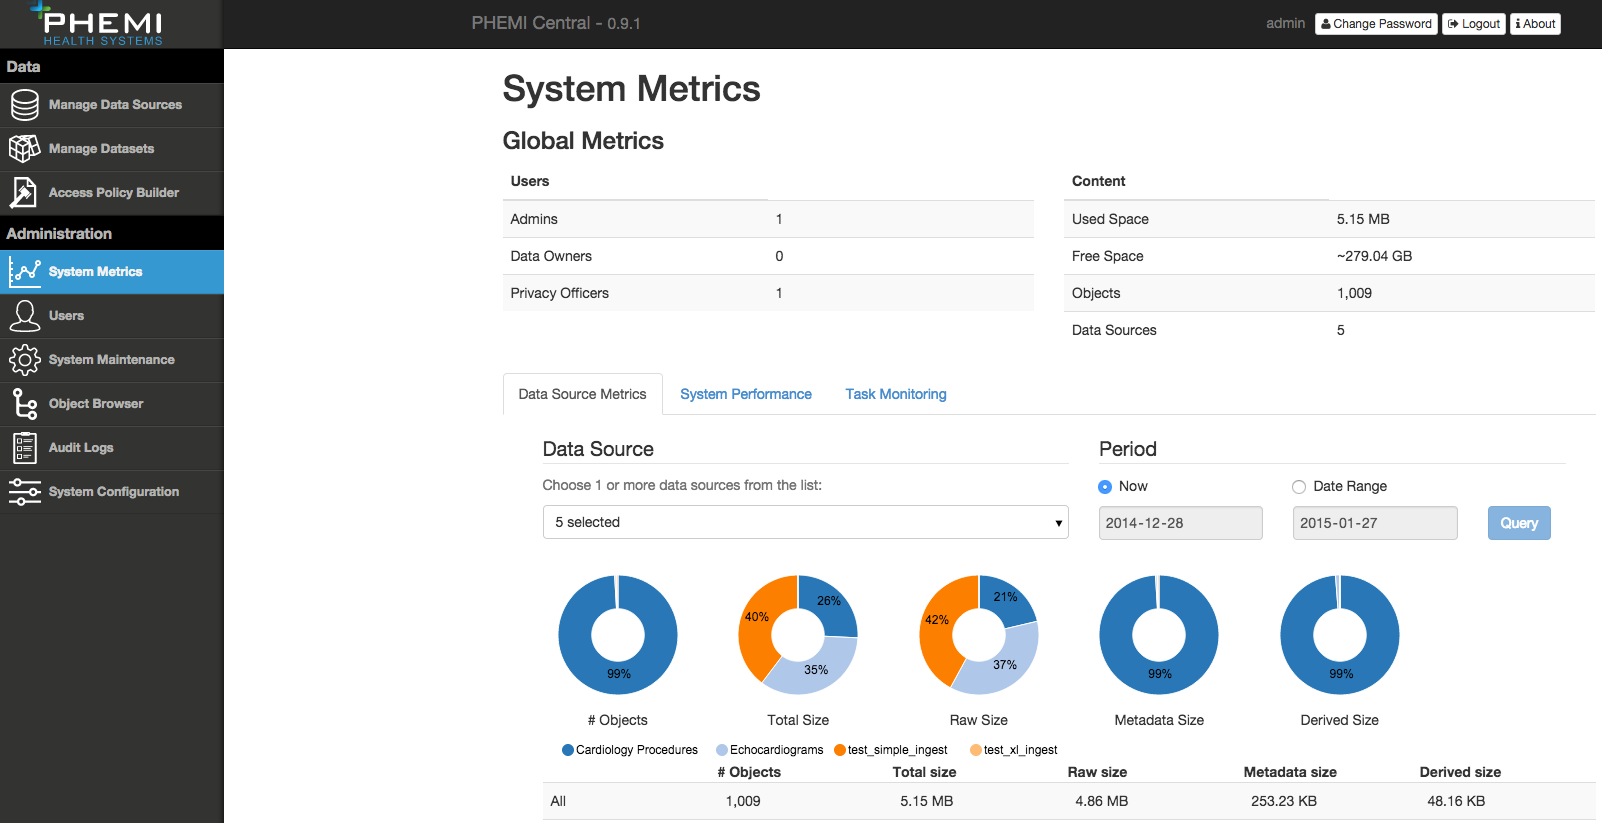 PHEMI
HEALTH SYSTEMS
PHEMI Central - 0.9.1
admin
Change Password
Logout
About
Data
Manage Data Sources
Manage Datasets
Access Policy Builder
Administration
System Metrics
Users
System Maintenance
Object Browser
Audit Logs
System Configuration
System Metrics
Global Metrics
Users
Admins 1
Data Owners 0
Privacy Officers 1
Content
Used Space 5.15 MB
Free Space ~279.04 GB
Objects 1,009
Data Sources 5
Data Source Metrics System Performance Task Monitoring
Data Source
Choose 1 or more data sources from the list:
5 selected
Period
Now Date Range
2014-12-28 2015-01-27 Query
99%
# Objects
26%
40%
35%
Total Size
21%
42%
37%
Raw Size
99%
Metadata Size
99%
Derived Size
Cardiology Procedures Echocardiograms test_simple_ingest test_xl_ingest
# Objects Total size Raw size Metadata size Derived size
All 1,009 5.15 MB 4.86 MB 253.23 KB 48.16 KB